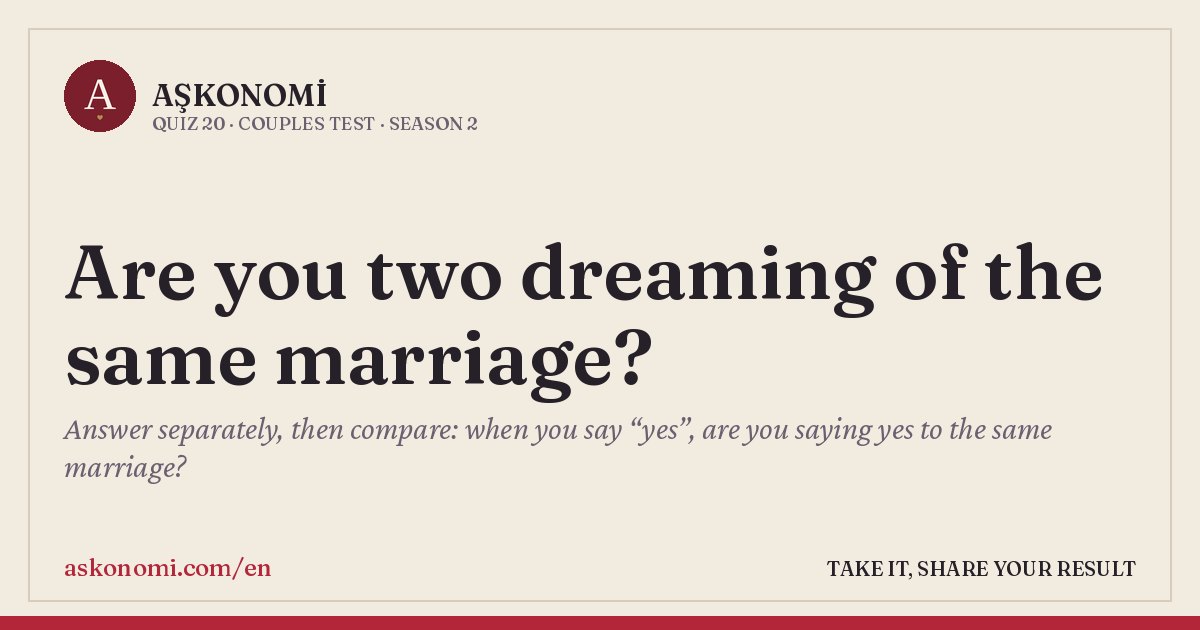 A
AŞKONOMİ
QUIZ 20 · COUPLES TEST · SEASON 2
Are you two dreaming of the
same marriage?
Answer separately, then compare: when you say “yes”, are you saying yes to the same
marriage?
askonomi.com/en
TAKE IT, SHARE YOUR RESULT